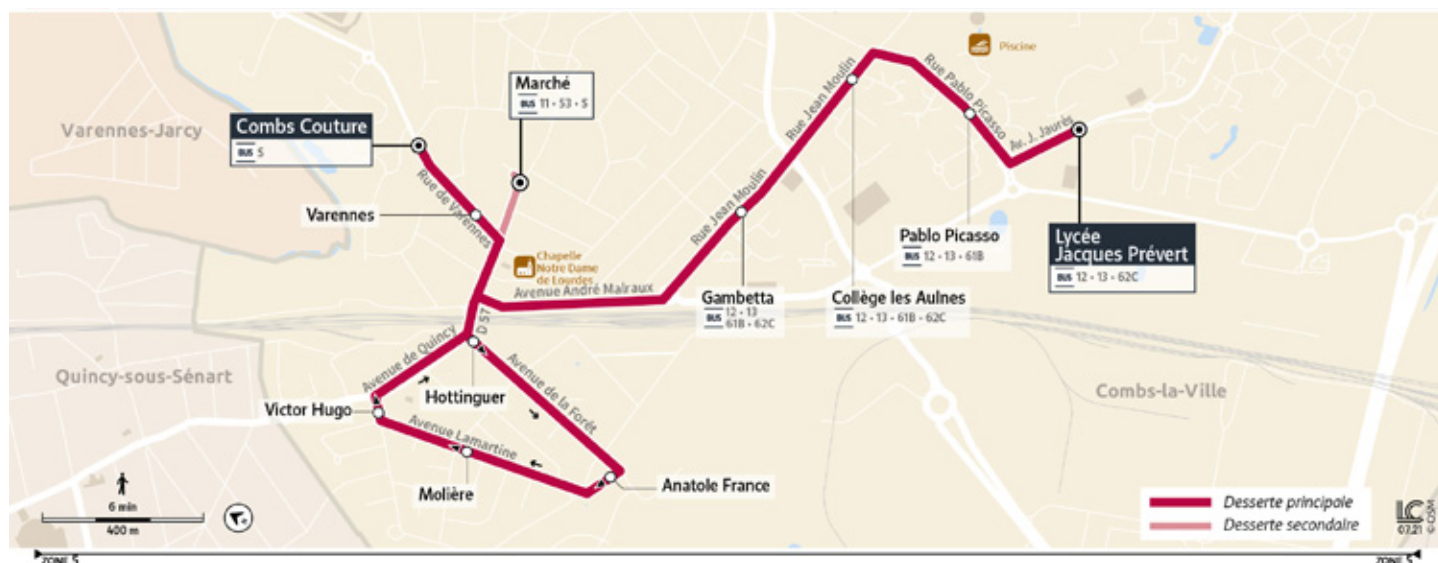 Varennes-Jarcy
Combs Couture
BUS 5
Marché
BUS 11 • 53 • 5
Piscine
Rue de Varennes
Varennes
Chapelle
Notre Dame
de Lourdes
Avenue André Malraux
Rue Jean Moulin
Rue Jean Moulin
Rue Pablo Picasso
Av. J. Jaurès
Gambetta
BUS 12 • 13
61B • 62C
Collège les Aulnes
BUS 12 • 13 • 61B • 62C
Pablo Picasso
BUS 12 • 13 • 61B
Lycée
Jacques Prévert
BUS 12 • 13 • 62C
D 57
Avenue de Quincy
Quincy-sous-Sénart
Hottinguer
Avenue de la Forêt
Victor Hugo
Avenue Lamartine
Molière
Anatole France
Combs-la-Ville
6 min
400 m
Desserte principale
Desserte secondaire
LC
07.21
© OSM
ZONE 5
ZONE 5